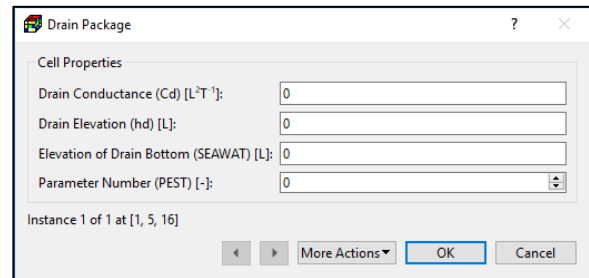 Drain Package ?
Cell Properties
Drain Conductance (Cd) [L²T⁻¹]: 0
Drain Elevation (hd) [L]: 0
Elevation of Drain Bottom (SEAWAT) [L]: 0
Parameter Number (PEST) [-]: 0
Instance 1 of 1 at [1, 5, 16]
More Actions OK Cancel